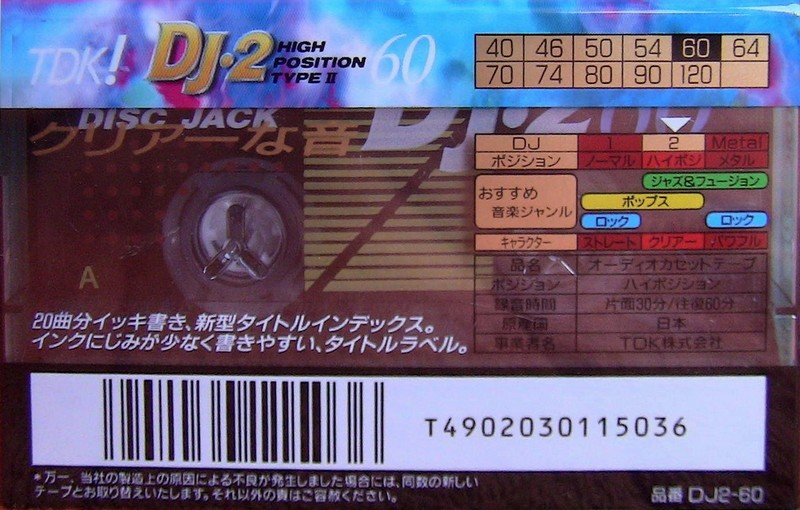 TDK! DJ・2 HIGH POSITION TYPE II 60
40 46 50 54 60 64
70 74 80 90 120
DISC JACK
クリアーな音
DJ・2 60
DJ 1 2 Metal
ポジション ノーマル ハイポジ メタル
おすすめ
音楽ジャンル
ジャズ&フュージョン
ポップス
ロック ロック
キャラクター ストレート クリアー パワフル
A
品名 オーディオカセットテープ
ポジション ハイポジション
録音時間 片面30分/往復60分
原産国 日本
事業者名 TDK株式会社
20曲分イッキ書き、新型タイトルインデックス。
インクにじみが少なく書きやすい、タイトルラベル。
T4902030115036
*万一、当社の製造上の原因による不良が発生しました場合には、同数の新しい
テープとお取り替えいたします。それ以外の責はご容赦ください。
品番 DJ2-60